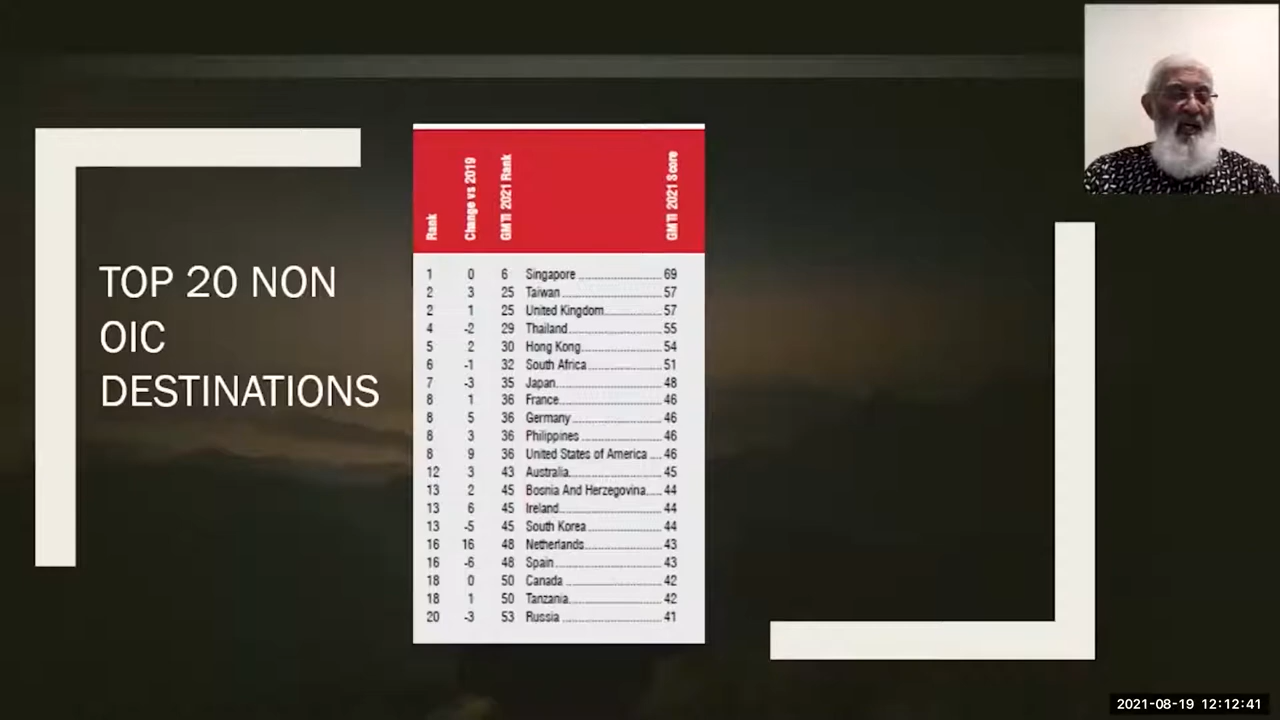 TOP 20 NON
OIC
DESTINATIONS
Rank Change vs 2019 GMTI 2021 Rank GMTI 2021 Score
1 0 6 Singapore 69
2 3 25 Taiwan 57
2 1 25 United Kingdom 57
4 -2 29 Thailand 55
5 2 30 Hong Kong 54
6 -1 32 South Africa 51
7 -3 35 Japan 48
8 1 36 France 46
8 5 36 Germany 46
8 3 36 Philippines 46
8 9 36 United States of America 46
12 3 43 Australia 45
13 2 45 Bosnia And Herzegovina 44
13 6 45 Ireland 44
13 -5 45 South Korea 44
16 16 48 Netherlands 43
16 -6 48 Spain 43
18 0 50 Canada 42
18 1 50 Tanzania 42
20 -3 53 Russia 41
2021-08-19 12:12:41